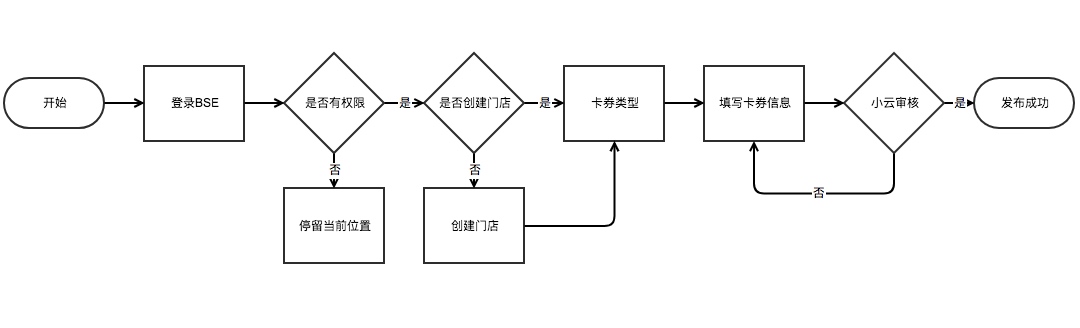 开始
登录BSE
是否有权限
是
是否创建门店
是
卡券类型
填写卡券信息
小云审核
是
发布成功
否
否
否
停留当前位置
创建门店